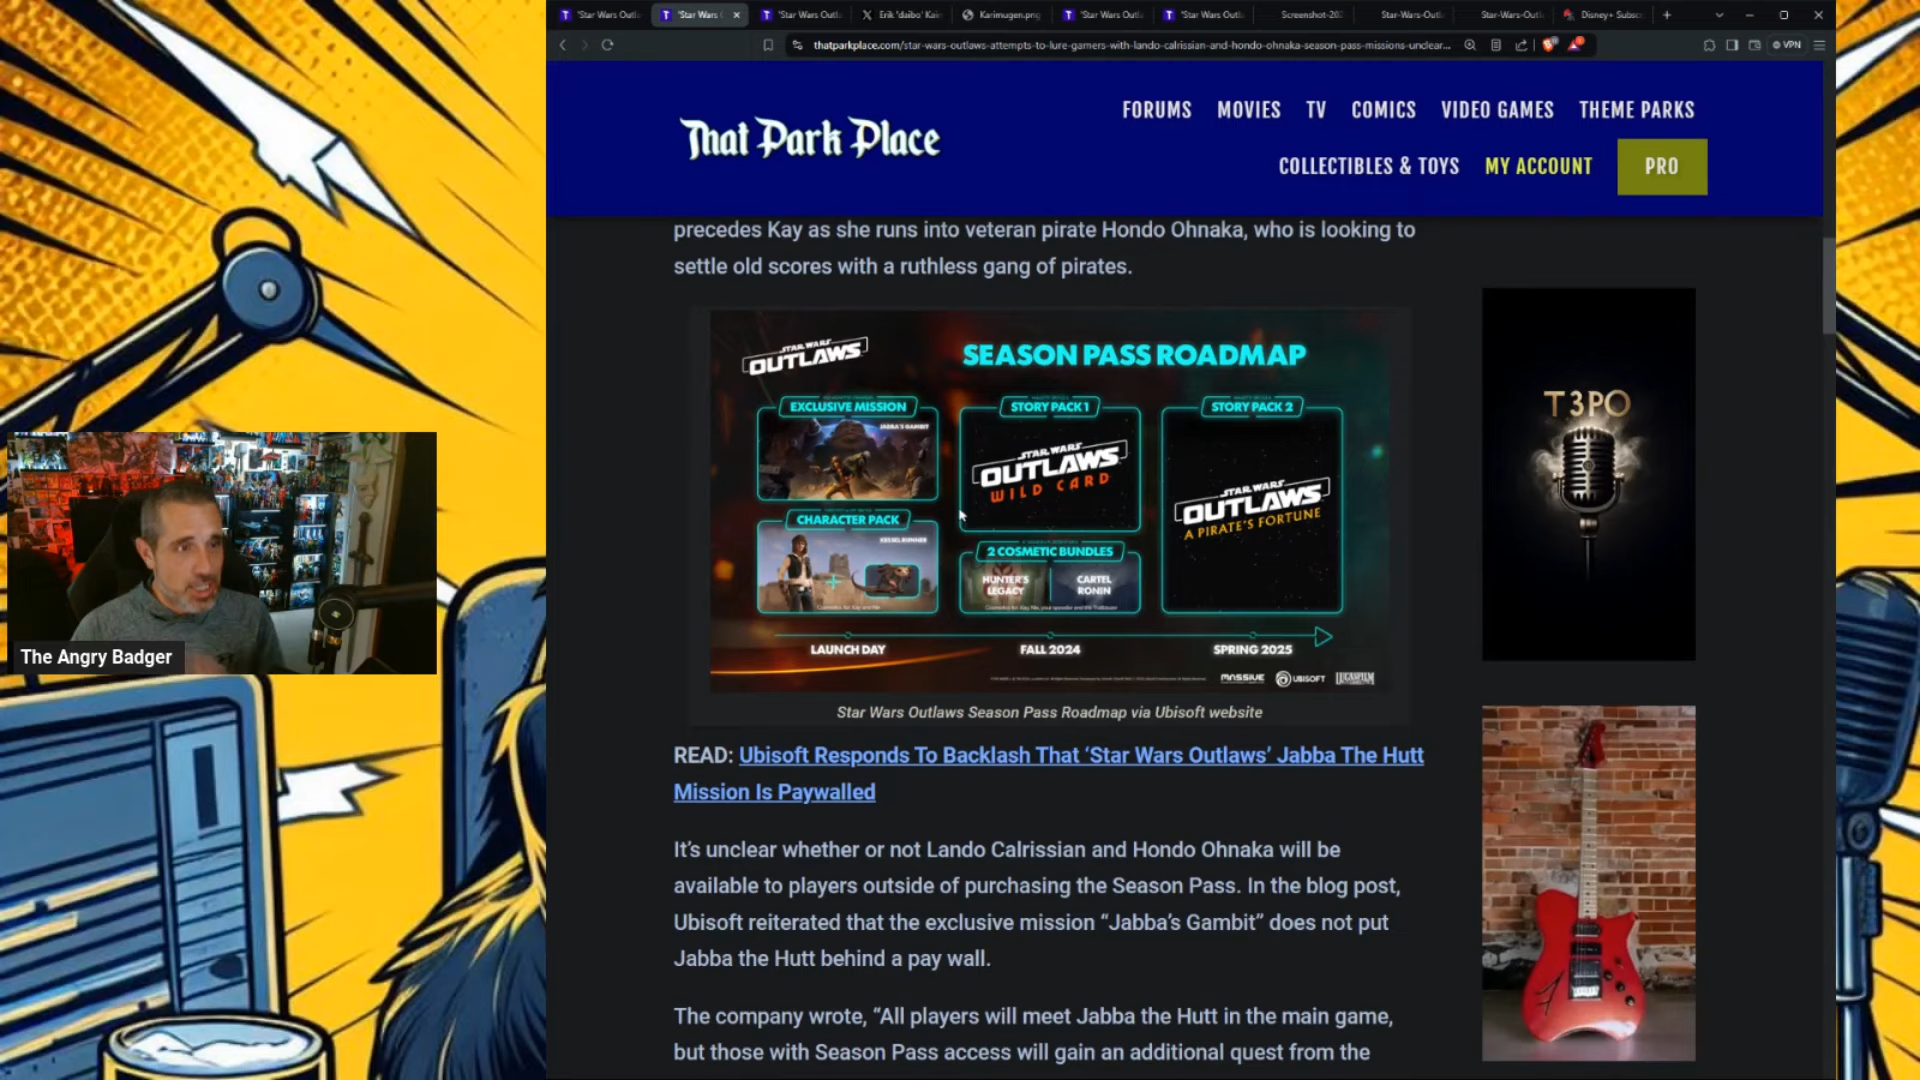 'Star Wars Outl
'Star Wars
'Star Wars Outl
Erik 'daibo' Kain
Karimugen.png
'Star Wars Outl
'Star Wars Outl
Screenshot-202
Star-Wars-Outl
Star-Wars-Outl
Disney+ Subsc
thatparkplace.com/star-wars-outlaws-attempts-to-lure-gamers-with-lando-calrissian-and-hondo-ohnaka-season-pass-missions-unclear...
VPN
That Park Place
FORUMS MOVIES TV COMICS VIDEO GAMES THEME PARKS
COLLECTIBLES & TOYS MY ACCOUNT PRO
precedes Kay as she runs into veteran pirate Hondo Ohnaka, who is looking to
settle old scores with a ruthless gang of pirates.
STAR WARS
OUTLAWS
SEASON PASS ROADMAP
EXCLUSIVE MISSION
JABBA'S GAMBIT
CHARACTER PACK
KESSEL RUNNER
STORY PACK 1
STAR WARS
OUTLAWS
WILD CARD
2 COSMETIC BUNDLES
HUNTER'S
LEGACY
CARTEL
RONIN
STORY PACK 2
STAR WARS
OUTLAWS
A PIRATE'S FORTUNE
LAUNCH DAY
FALL 2024
SPRING 2025
MASSIVE
UBISOFT
LUCASFILM
Star Wars Outlaws Season Pass Roadmap via Ubisoft website
READ: Ubisoft Responds To Backlash That ‘Star Wars Outlaws’ Jabba The Hutt
Mission Is Paywalled
It’s unclear whether or not Lando Calrissian and Hondo Ohnaka will be
available to players outside of purchasing the Season Pass. In the blog post,
Ubisoft reiterated that the exclusive mission “Jabba’s Gambit” does not put
Jabba the Hutt behind a pay wall.
The company wrote, “All players will meet Jabba the Hutt in the main game,
but those with Season Pass access will gain an additional quest from the
T3PO
The Angry Badger